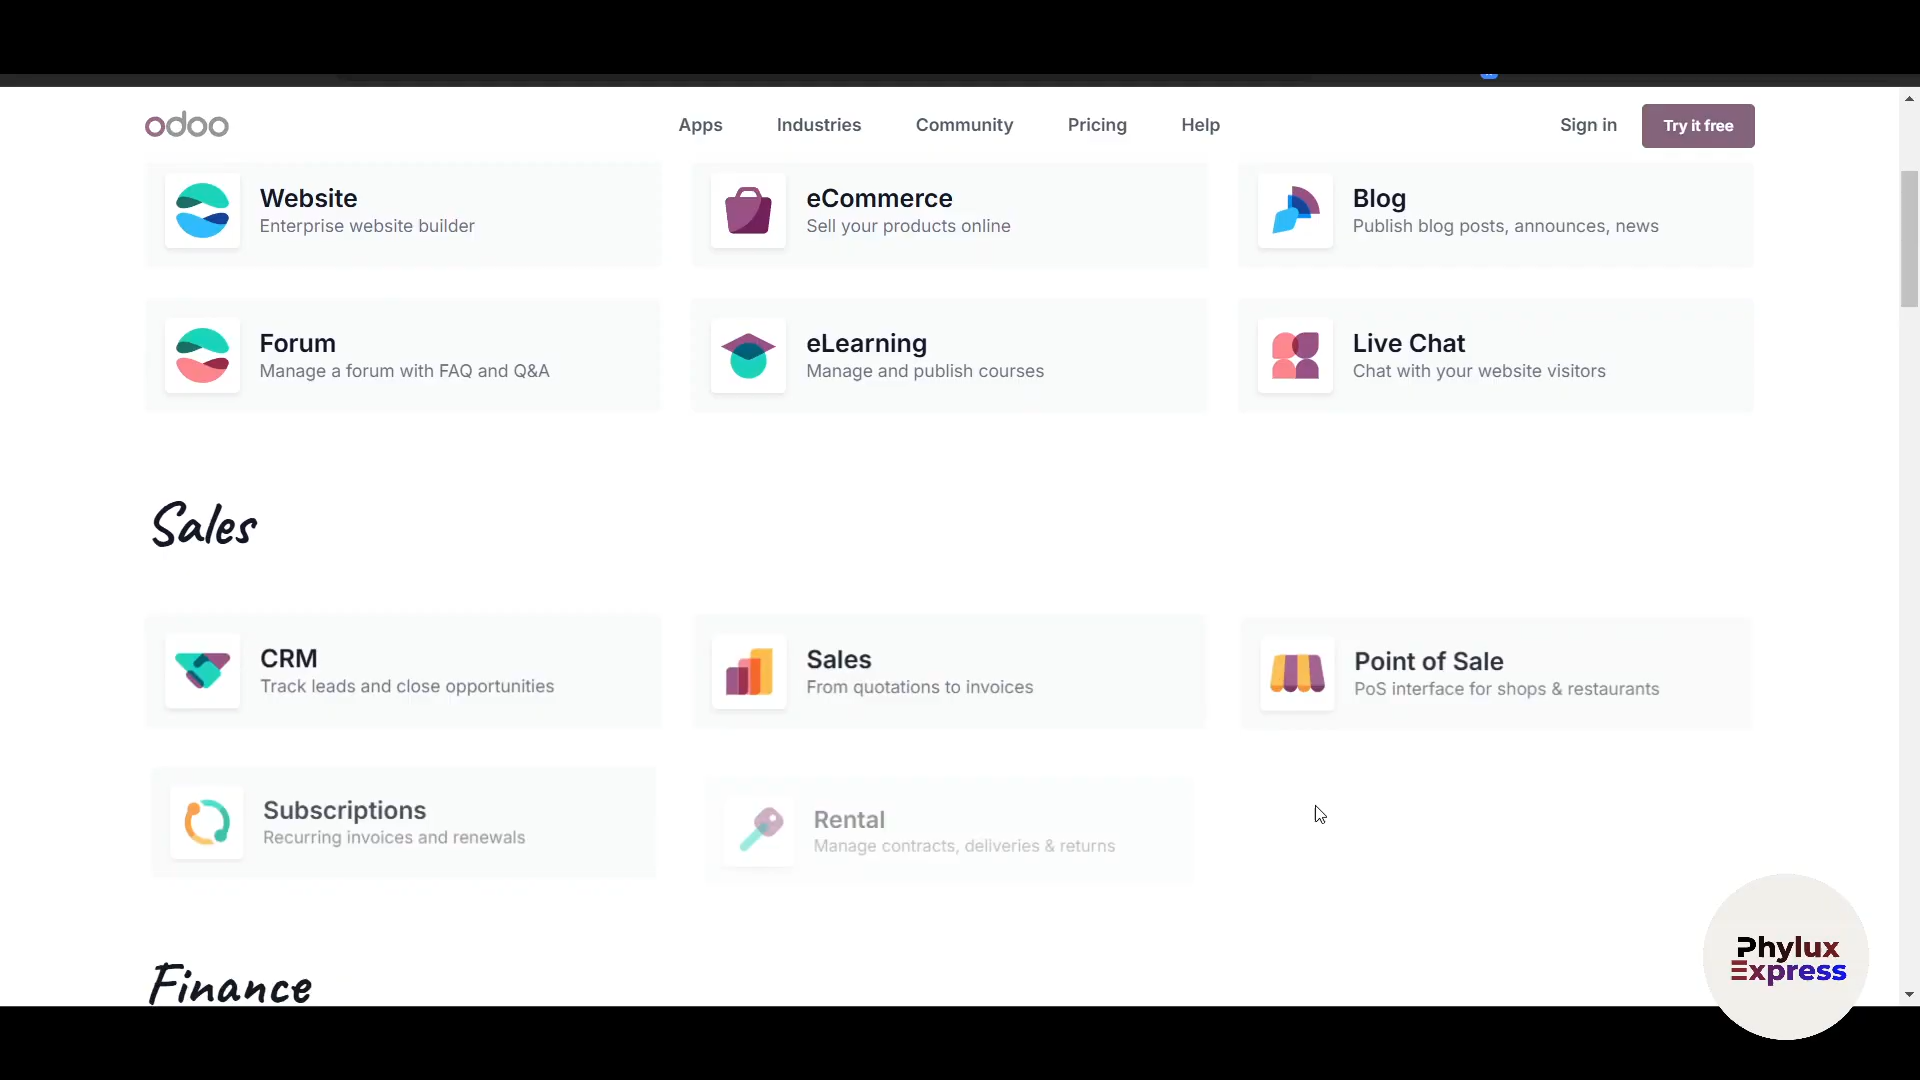 odoo
Apps
Industries
Community
Pricing
Help
Sign in
Try it free
Website
Enterprise website builder
eCommerce
Sell your products online
Blog
Publish blog posts, announces, news
Forum
Manage a forum with FAQ and Q&A
eLearning
Manage and publish courses
Live Chat
Chat with your website visitors
Sales
CRM
Track leads and close opportunities
Sales
From quotations to invoices
Point of Sale
PoS interface for shops & restaurants
Subscriptions
Recurring invoices and renewals
Rental
Manage contracts, deliveries & returns
Finance
Phylux
Express